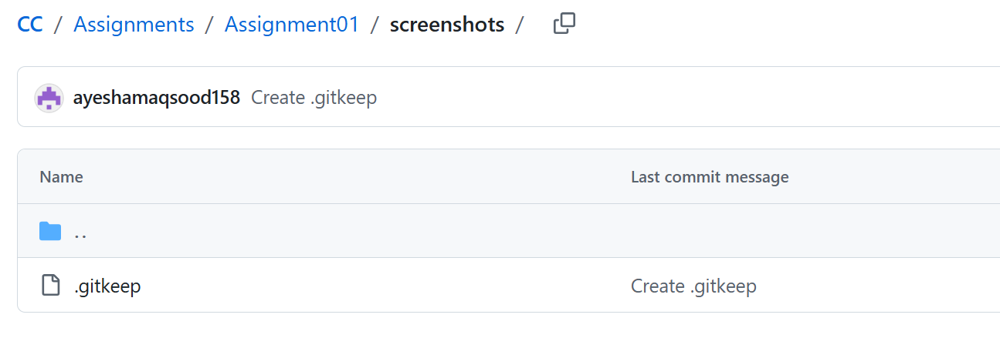 CC / Assignments / Assignment01 / screenshots /
ayeshamaqsood158 Create .gitkeep
Name Last commit message
..
.gitkeep Create .gitkeep